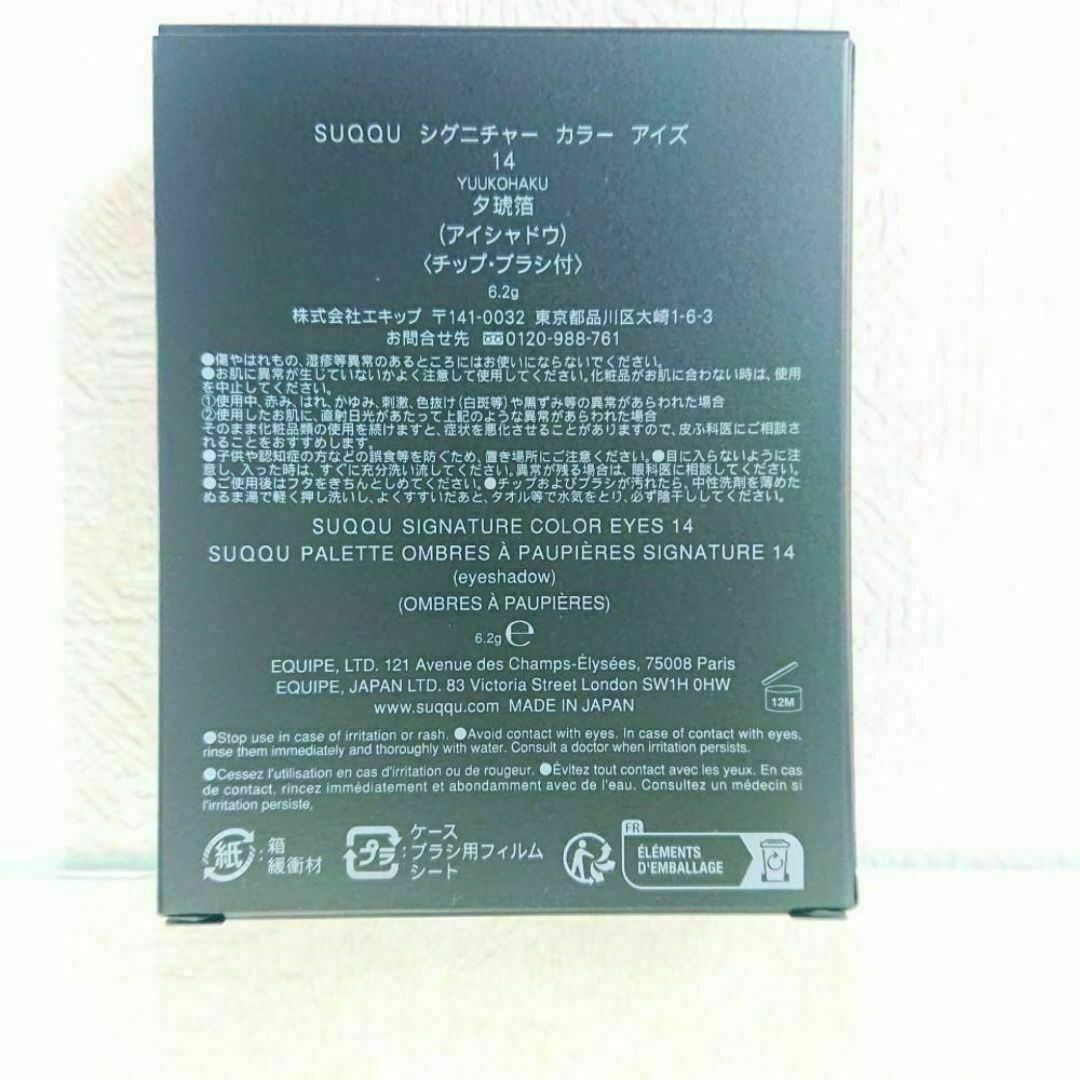 SUQQU シグニチャー カラー アイズ
14
YUUKOHAKU
夕琥箔
(アイシャドウ)
〈チップ・ブラシ付〉
6.2g
株式会社エキップ 〒141-0032 東京都品川区大崎1-6-3
お問合せ先 0120-988-761
●傷やはれもの、湿疹等異常のあるところにはお使いにならないでください。
●お肌に異常が生じていないかよく注意して使用してください。化粧品がお肌に合わない時は、使用
を中止してください。
①使用中、赤み、はれ、かゆみ、刺激、色抜け(白斑等)や黒ずみ等の異常があらわれた場合
②使用したお肌に、直射日光があたって上記のような異常があらわれた場合
そのまま化粧品類の使用を続けますと、症状を悪化させることがありますので、皮ふ科医にご相談さ
れることをおすすめします。
●子供や認知症の方などの誤食等を防ぐため、置き場所にご注意ください。●目に入らないように注
意し、入った時は、すぐに充分洗い流してください。異常が残る場合は、眼科医に相談してください。
●ご使用後はフタをきちんとしめてください。●チップおよびブラシが汚れたら、中性洗剤を薄めた
ぬるま湯で軽く押し洗いし、よくすすいだあと、タオル等で水気をとり、必ず陰干ししてください。
SUQQU SIGNATURE COLOR EYES 14
SUQQU PALETTE OMBRES À PAUPIÈRES SIGNATURE 14
(eyeshadow)
(OMBRES À PAUPIÈRES)
6.2g ℮
EQUIPE, LTD. 121 Avenue des Champs-Élysées, 75008 Paris
EQUIPE, JAPAN LTD. 83 Victoria Street London SW1H 0HW
www.suqqu.com MADE IN JAPAN
12M
●Stop use in case of irritation or rash. ●Avoid contact with eyes. In case of contact with eyes,
rinse them immediately and thoroughly with water. Consult a doctor when irritation persists.
●Cessez l'utilisation en cas d'irritation ou de rougeur. ●Évitez tout contact avec les yeux. En cas
de contact, rincez immédiatement et abondamment avec de l'eau. Consultez un médecin si
l'irritation persiste.
紙:箱
緩衝材
プラ:ケース
ブラシ用フィルム
シート
FR
ÉLÉMENTS
D'EMBALLAGE